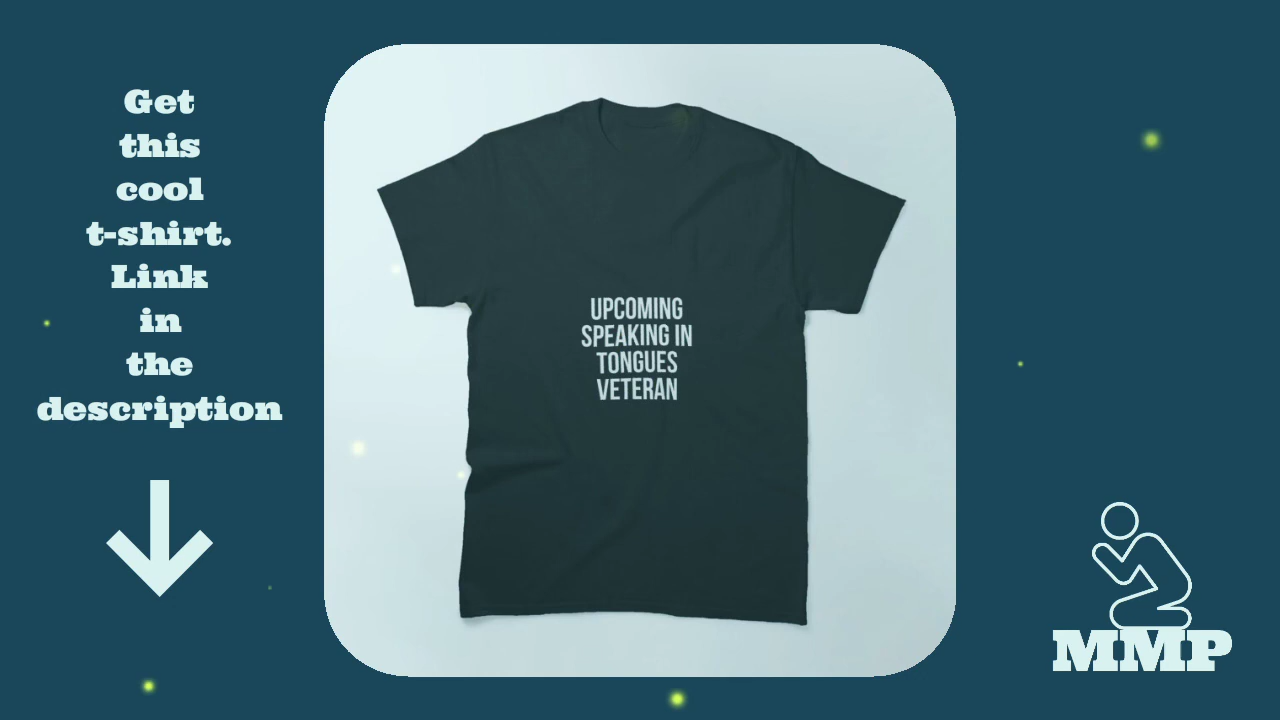 Get
this
cool
t-shirt.
Link
in
the
description
UPCOMING
SPEAKING IN
TONGUES
VETERAN
MMP